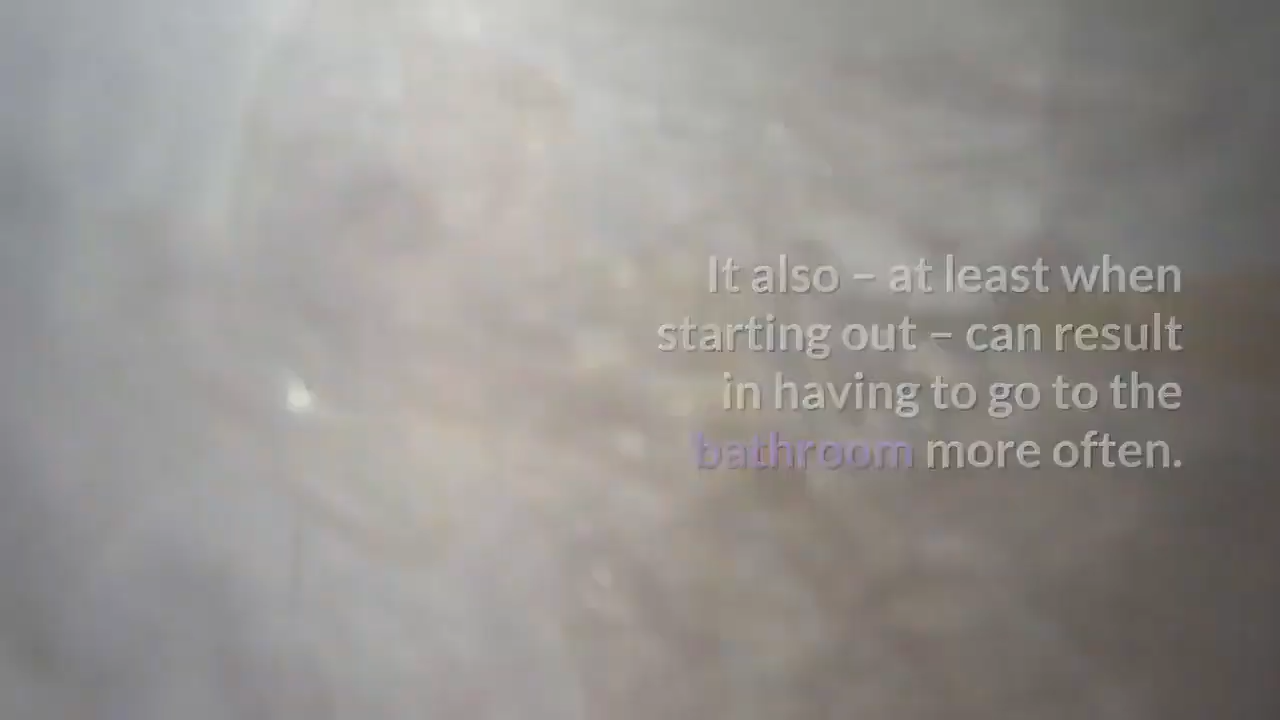 It also – at least when
starting out – can result
in having to go to the
bathroom more often.